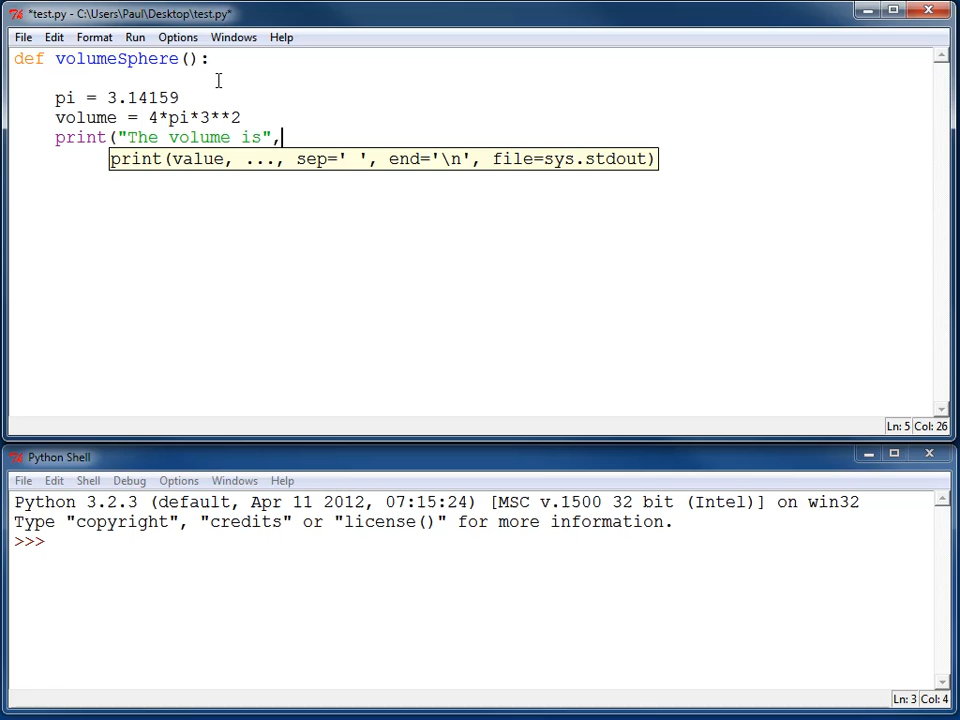 *test.py - C:\Users\Paul\Desktop\test.py*
File Edit Format Run Options Windows Help
def volumeSphere():
pi = 3.14159
volume = 4*pi*3**2
print("The volume is",
print(value, ..., sep=' ', end='\n', file=sys.stdout)
Ln: 5 Col: 26
Python Shell
File Edit Shell Debug Options Windows Help
Python 3.2.3 (default, Apr 11 2012, 07:15:24) [MSC v.1500 32 bit (Intel)] on win32
Type "copyright", "credits" or "license()" for more information.
>>>
Ln: 3 Col: 4